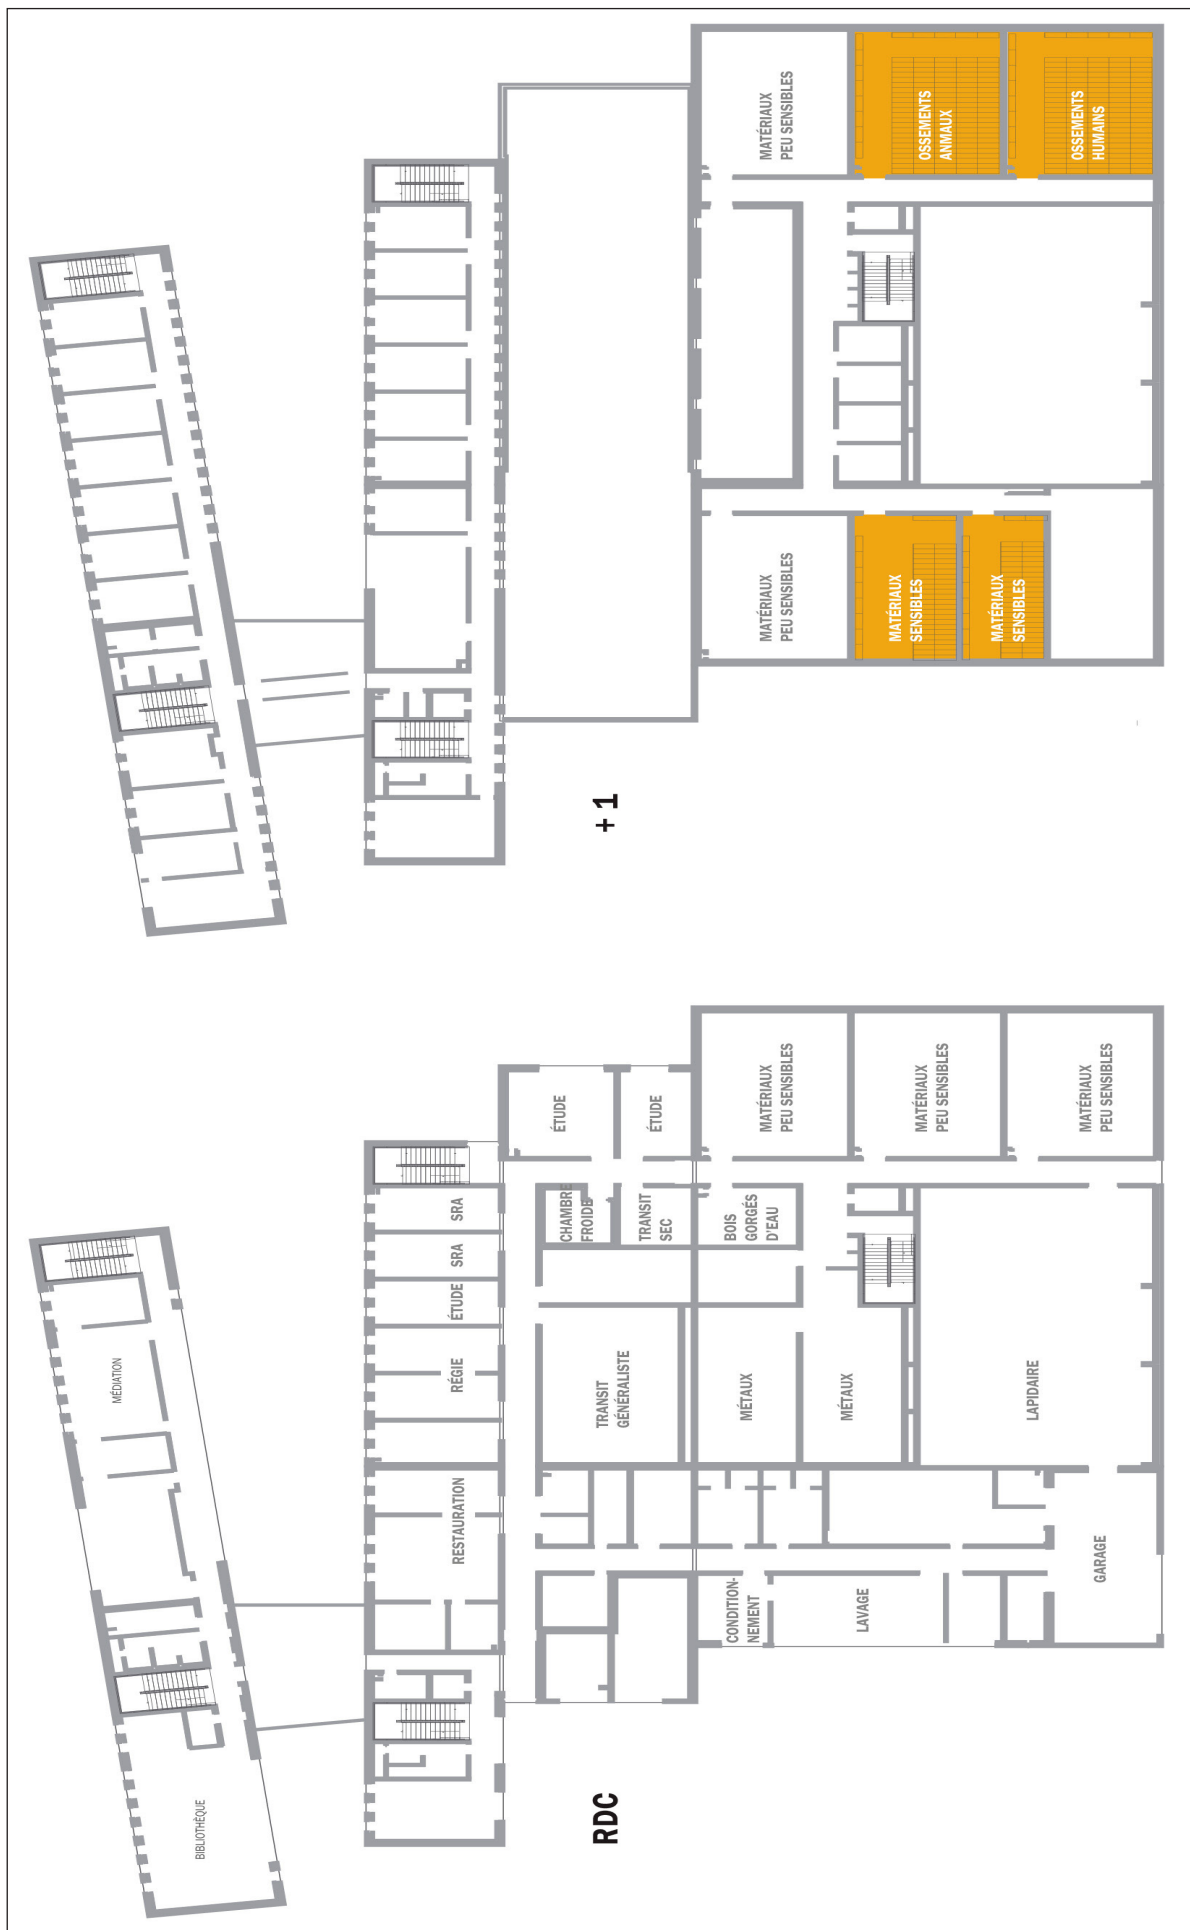 MÉDIATION
BIBLIOTHÈQUE
SRA
SRA
ÉTUDE
RÉGIE
RESTAURATION
ÉTUDE
ÉTUDE
CHAMBRE
FROIDE
TRANSIT
SEC
BOIS
GORGÉS
D'EAU
TRANSIT
GÉNÉRALISTE
MÉTAUX
MÉTAUX
MATÉRIAUX
PEU SENSIBLES
MATÉRIAUX
PEU SENSIBLES
MATÉRIAUX
PEU SENSIBLES
LAPIDAIRE
CONDITION-
NEMENT
LAVAGE
GARAGE
RDC
MATÉRIAUX
PEU SENSIBLES
OSSEMENTS
ANMAUX
OSSEMENTS
HUMAINS
MATÉRIAUX
PEU SENSIBLES
MATÉRIAUX
SENSIBLES
MATÉRIAUX
SENSIBLES
+ 1